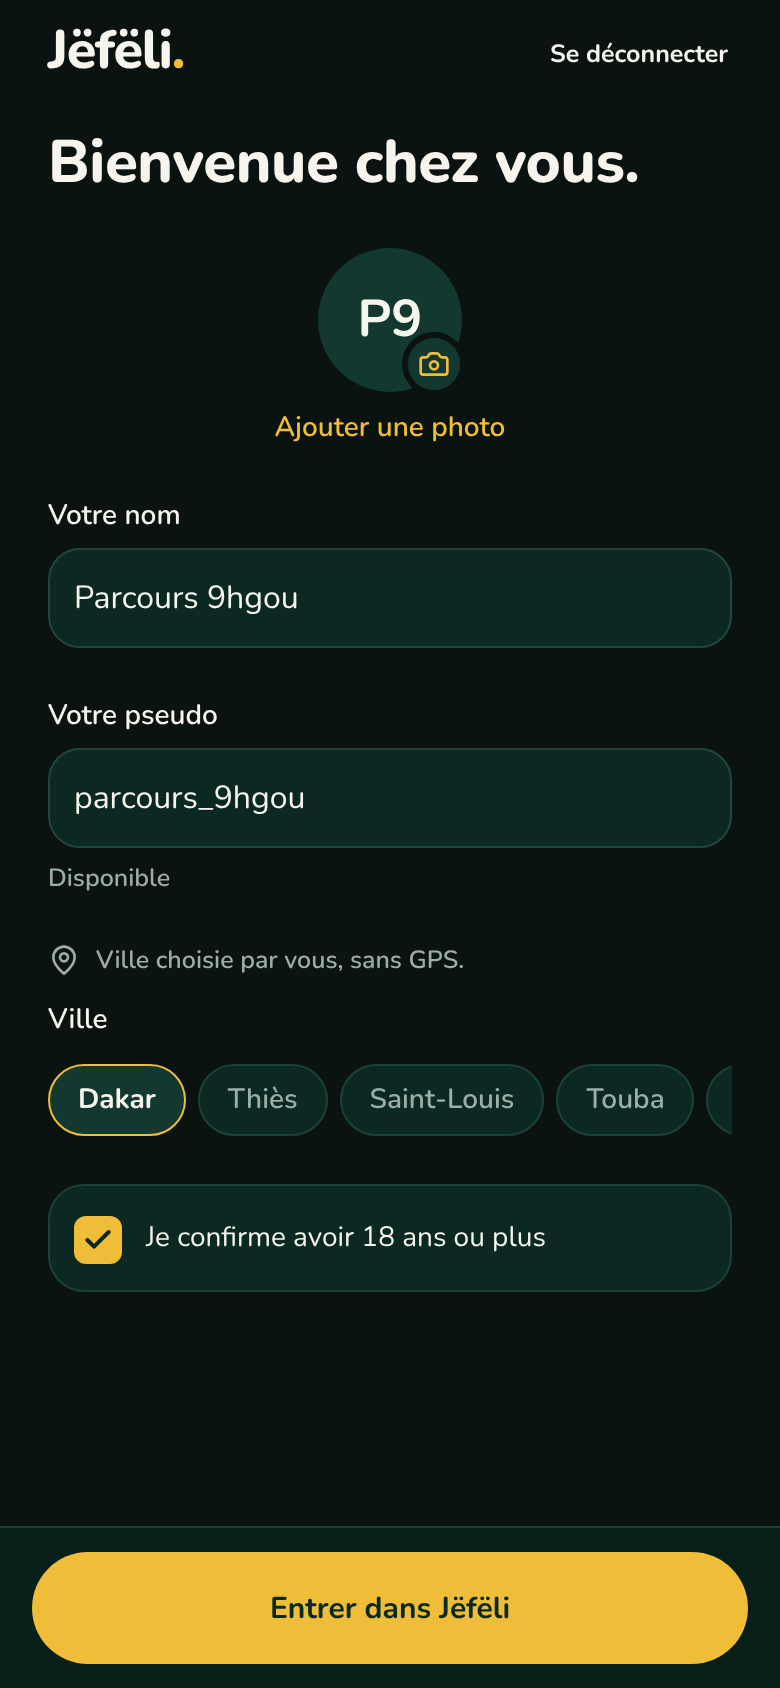 Jëfëli.
Se déconnecter
Bienvenue chez vous.
P9
Ajouter une photo
Votre nom
Parcours 9hgou
Votre pseudo
parcours_9hgou
Disponible
Ville choisie par vous, sans GPS.
Ville
Dakar
Thiès
Saint-Louis
Touba
Je confirme avoir 18 ans ou plus
Entrer dans Jëfëli